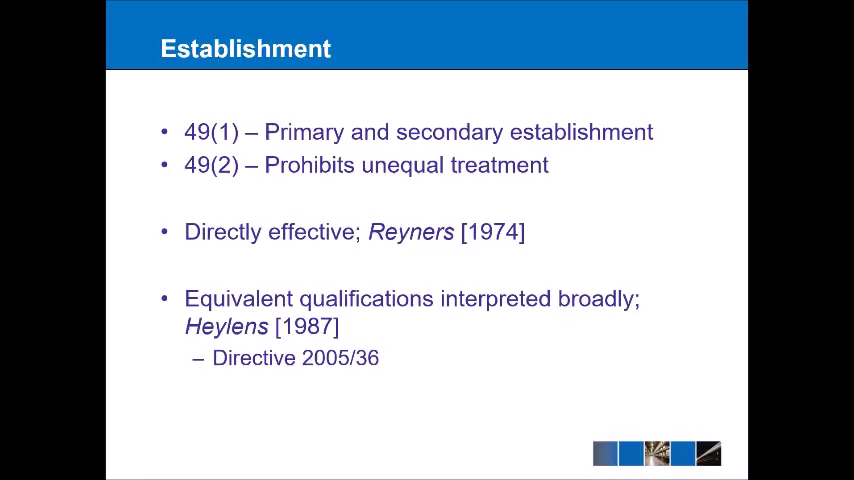 Establishment
• 49(1) – Primary and secondary establishment
• 49(2) – Prohibits unequal treatment
• Directly effective; Reyners [1974]
• Equivalent qualifications interpreted broadly;
Heylens [1987]
– Directive 2005/36